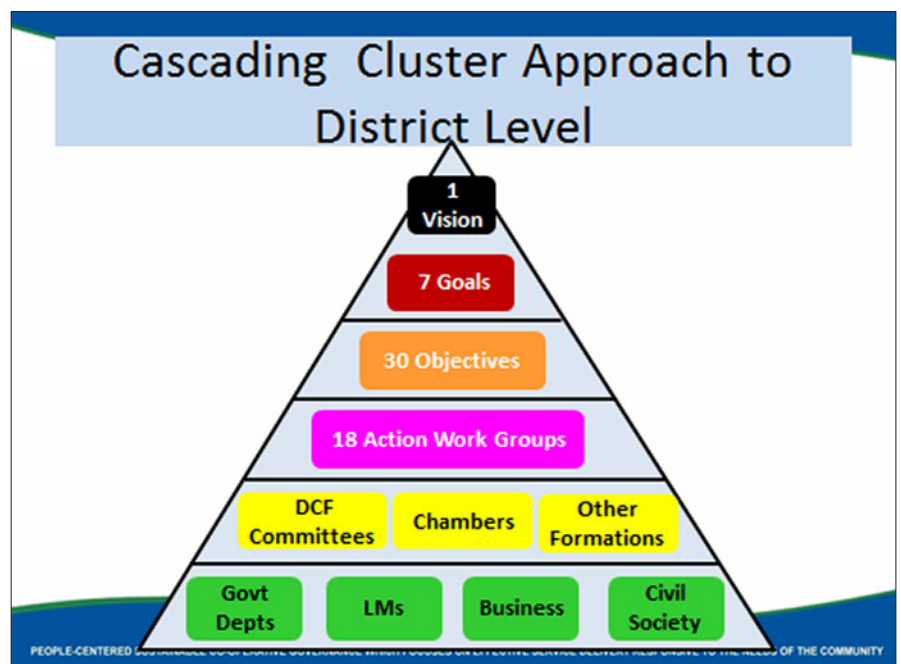 Cascading Cluster Approach to
District Level
1
Vision
7 Goals
30 Objectives
18 Action Work Groups
DCF
Committees
Chambers
Other
Formations
Govt
Depts
LMs
Business
Civil
Society
PEOPLE-CENTERED SUSTAINABLE CO-OPERATIVE GOVERNANCE WHICH FOCUSES ON EFFECTIVE SERVICE DELIVERY RESPONSIVE TO THE NEEDS OF THE COMMUNITY